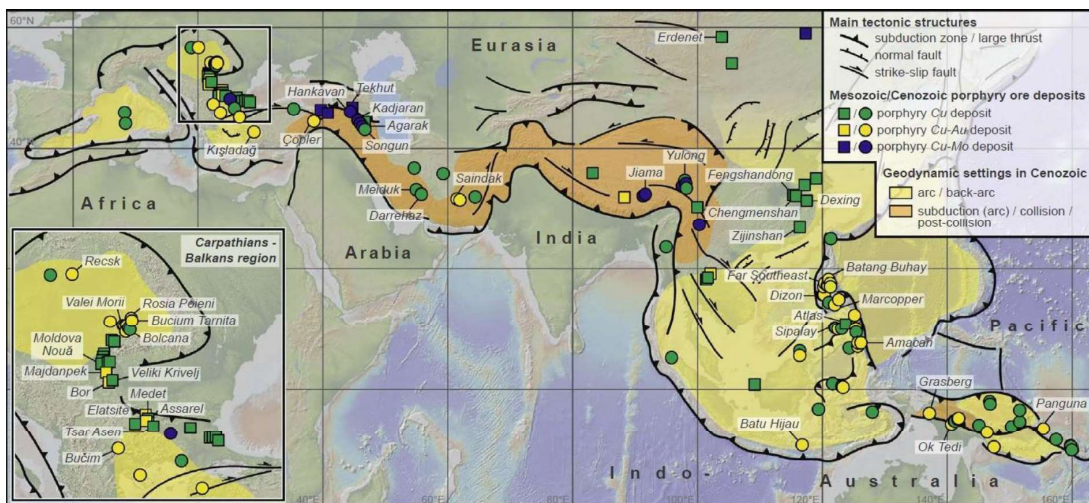 60°N
Eurasia
Erdenet
Main tectonic structures
subduction zone / large thrust
normal fault
strike-slip fault
Mesozoic/Cenozoic porphyry ore deposits
porphyry Cu deposit
porphyry Cu-Au deposit
/ porphyry Cu-Mo deposit
Geodynamic settings in Cenozoic
arc / back-arc
subduction (arc) / collision /
post-collision
Hankavan
Tekhut
Kadjaran
Agarak
Songun
Çöpler
Kışladağ
40°N
Africa
Meiduk
Darrehzar
Saindak
Arabia
India
Jiama
Yulong
Fengshandong
Chengmenshan
Dexing
Zijinshan
Far Southeast
Batang Buhay
Dizon
Marcopper
Atlas
Sipalay
Amacan
Pacific
Grasberg
Panguna
Ok Tedi
Batu Hijau
Indo-
Australia
40°E
60°E
80°E
100°E
120°E
140°E
160°E
Carpathians -
Balkans region
Recsk
Valei Morii
Rosia Poieni
Bucium Tarnita
Bolcana
Moldova
Nouă
Majdanpek
Veliki Krivelj
Bor
Medet
Elatsite
Assarel
Tsar Asen
Bučim